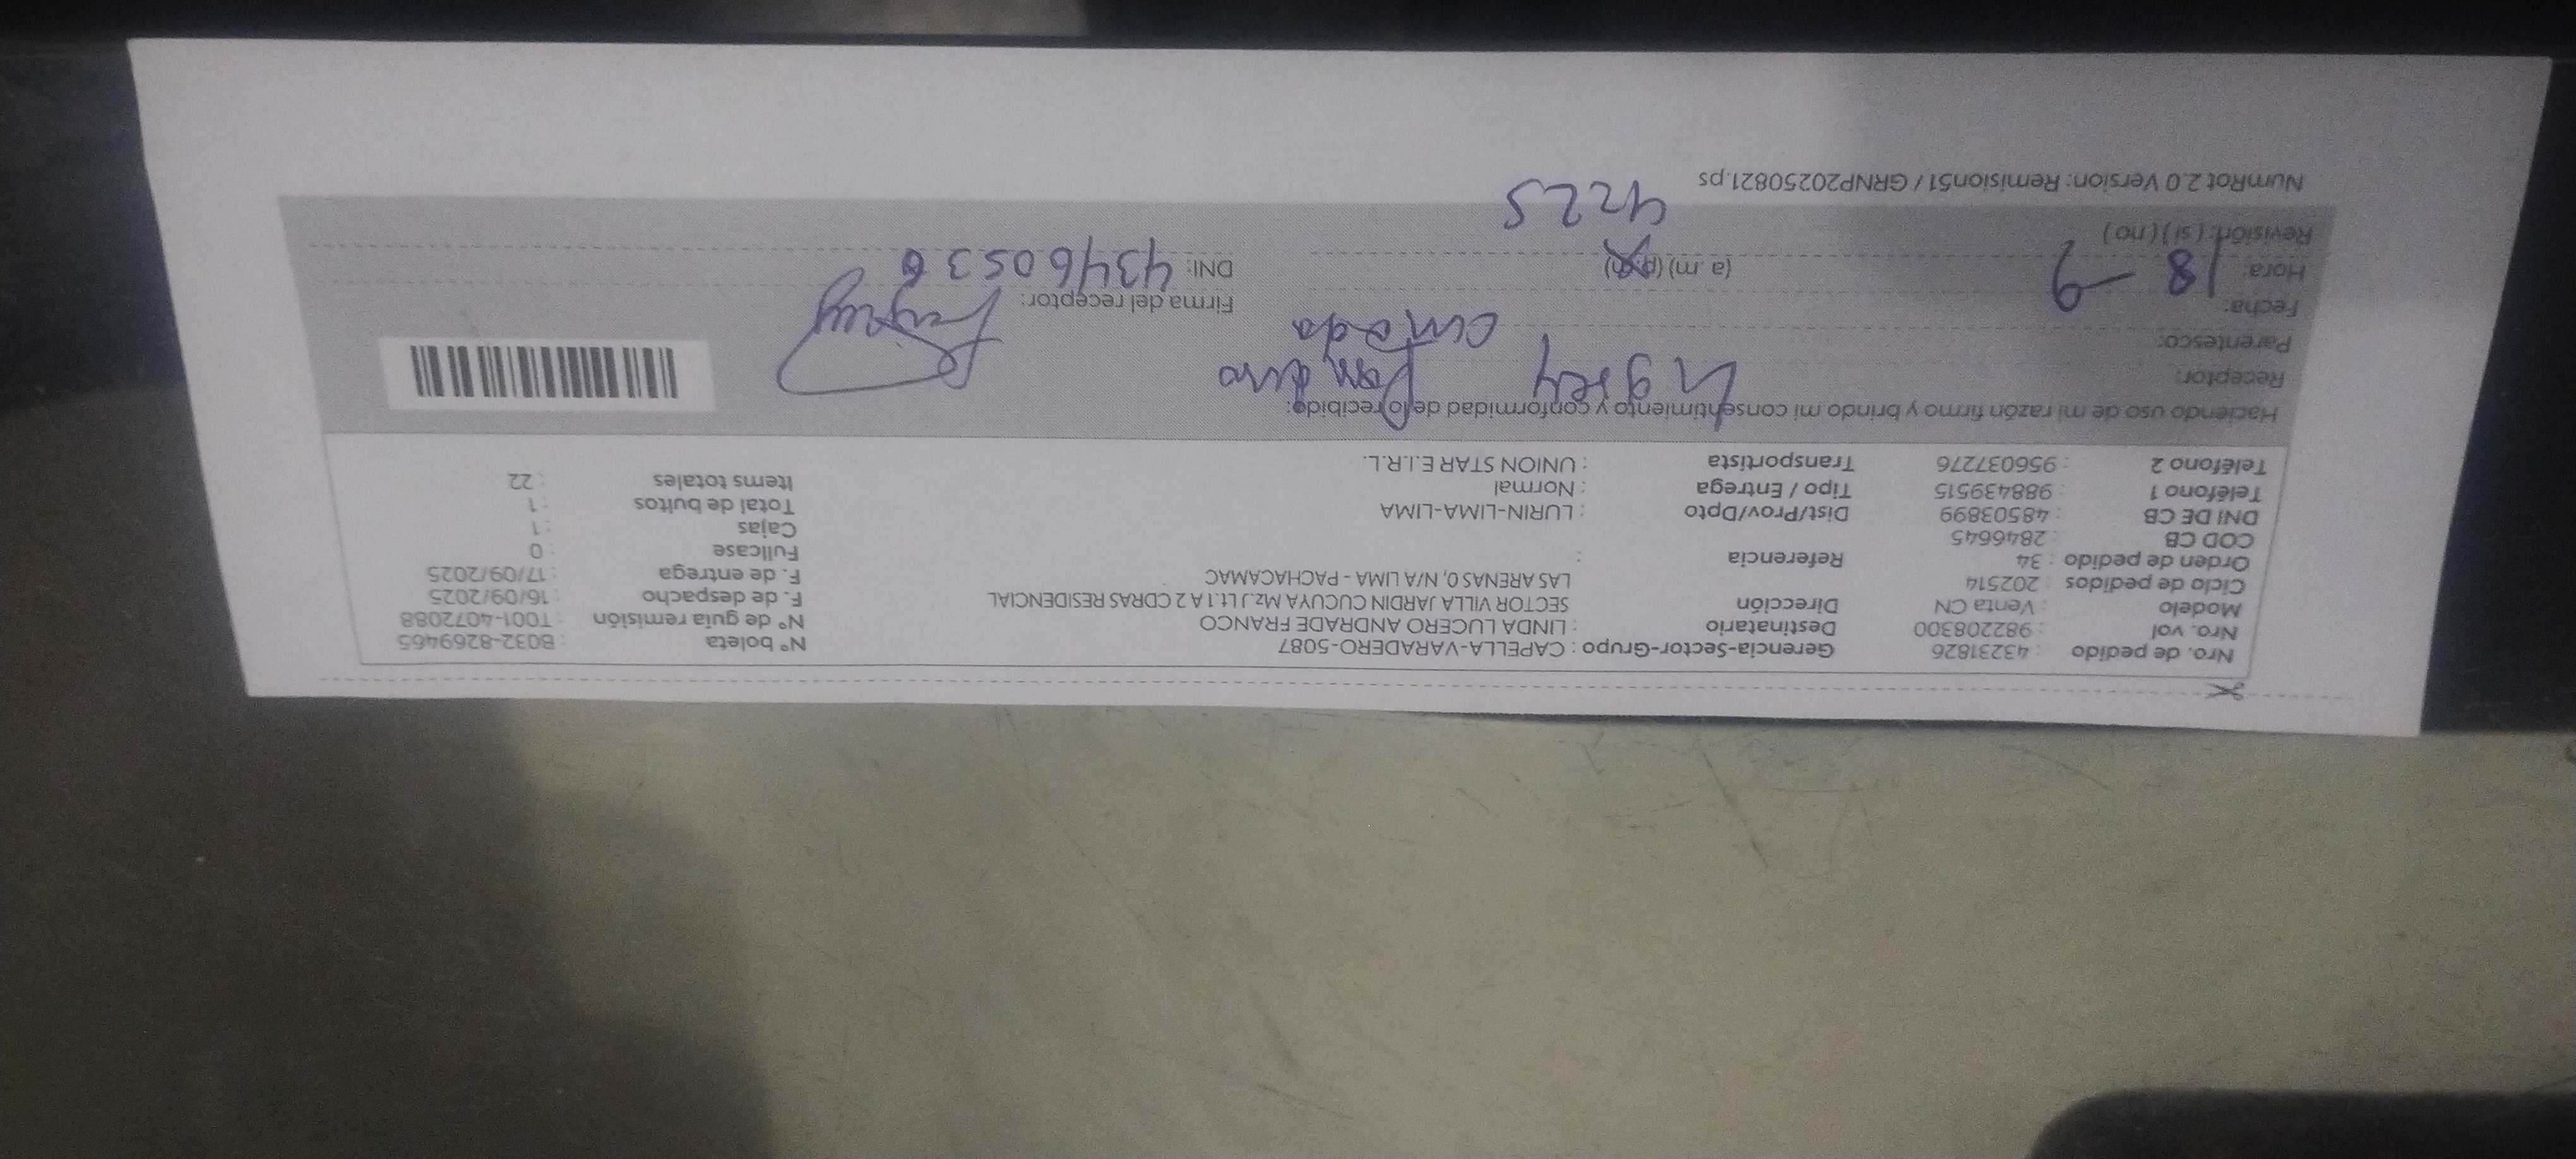 Nro. de pedido : 43231826 Gerencia-Sector-Grupo : CAPELLA-VARADERO-5087 N° boleta : B032-8269465
Nro. vol : 982208300 Destinatario : LINDA LUCERO ANDRADE FRANCO N° de guía remisión : T001-4072088
Modelo : Venta CN Dirección SECTOR VILLA JARDIN CUCUYA Mz. J Lt. 1 A 2 CDRAS RESIDENCIAL F. de despacho : 16/09/2025
Ciclo de pedidos : 202514 LAS ARENAS 0, N/A LIMA - PACHACAMAC F. de entrega : 17/09/2025
Orden de pedido : 34 Referencia : Fullcase : 0
COD CB : 2846645 Cajas : 1
DNI DE CB : 48503899 Dist/Prov/Dpto : LURIN-LIMA-LIMA Total de bultos : 1
Teléfono 1 : 988439515 Tipo / Entrega : Normal Items totales : 22
Teléfono 2 : 956037276 Transportista : UNION STAR E.I.R.L.
Haciendo uso de mi razón firmo y brindo mi consentimiento y conformidad de lo recibido:
Receptor:
Parentesco: cuñada
Fecha: 18-9 Firma del receptor:
Hora: (a. m) (p. m) DNI: 43460536
Revisión: ( si ) ( no ) 4225
NumRot 2.0 Version: Remision51 / GRNP20250821.ps